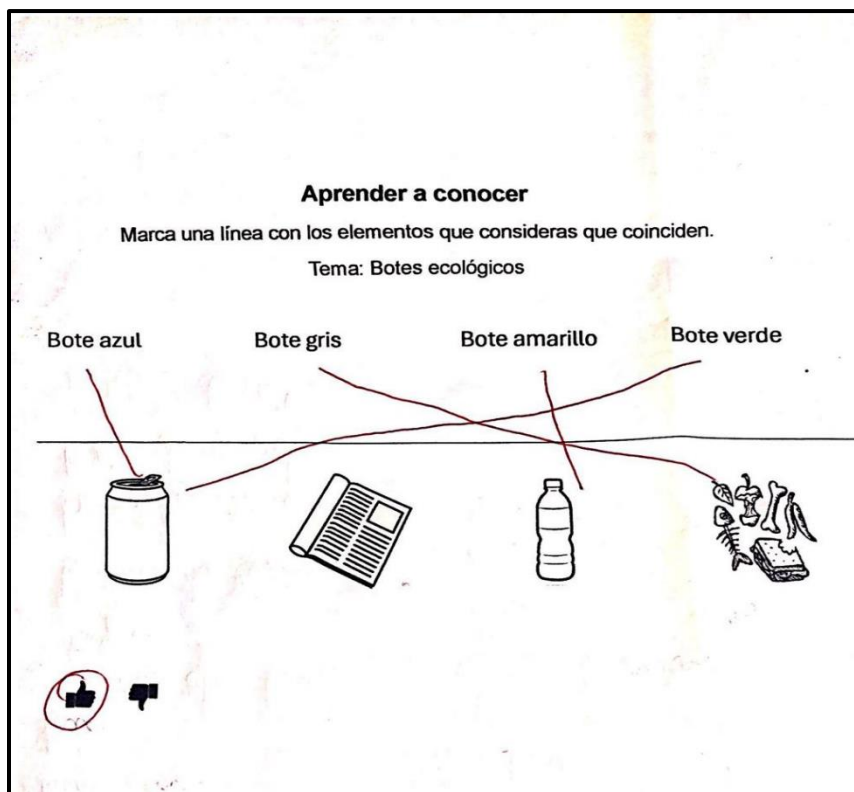 Aprender a conocer
Marca una línea con los elementos que consideras que coinciden.
Tema: Botes ecológicos
Bote azul Bote gris Bote amarillo Bote verde